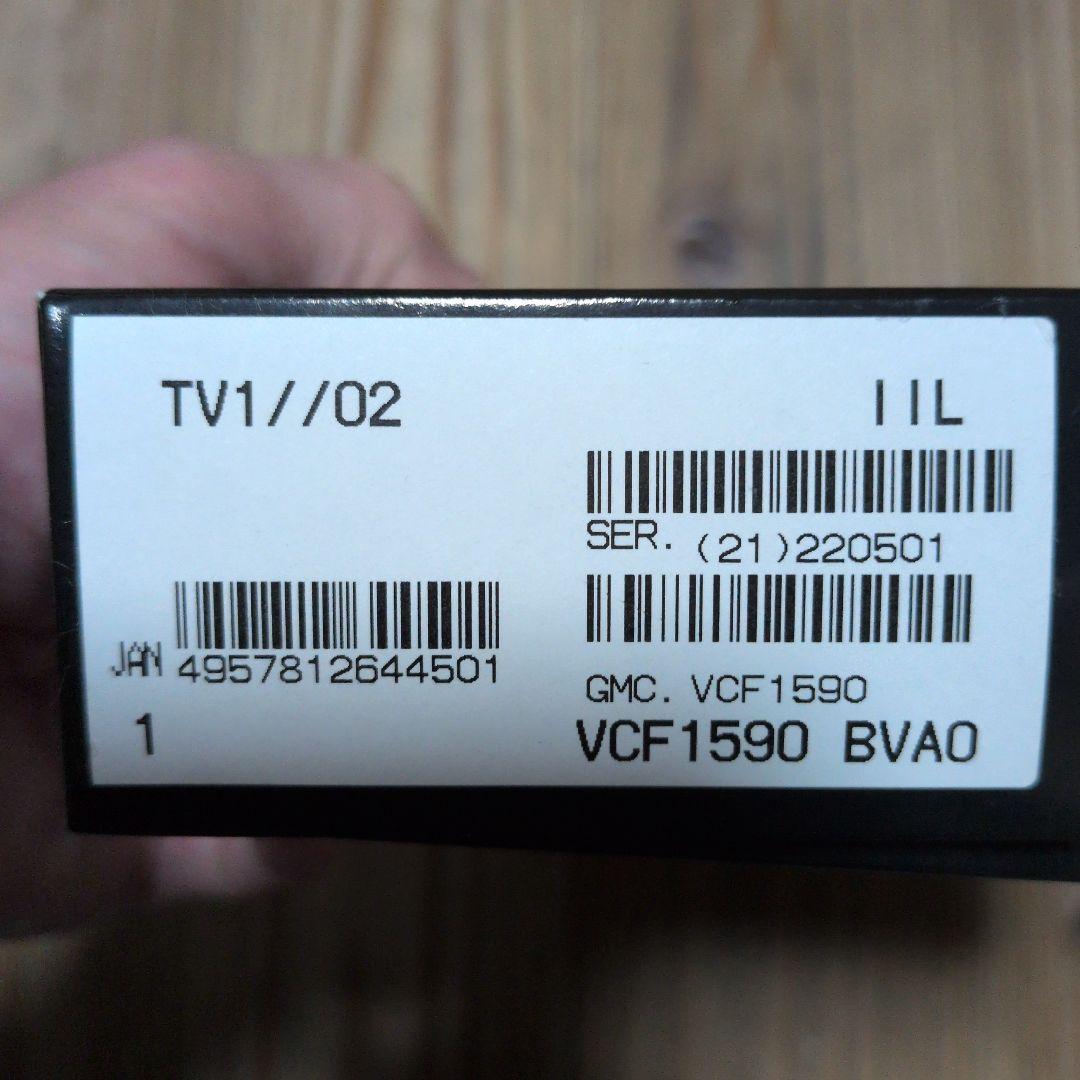 TV1//02
IIL
SER. (21)220501
JAN 4957812644501
GMC. VCF1590
1
VCF1590 BVA0